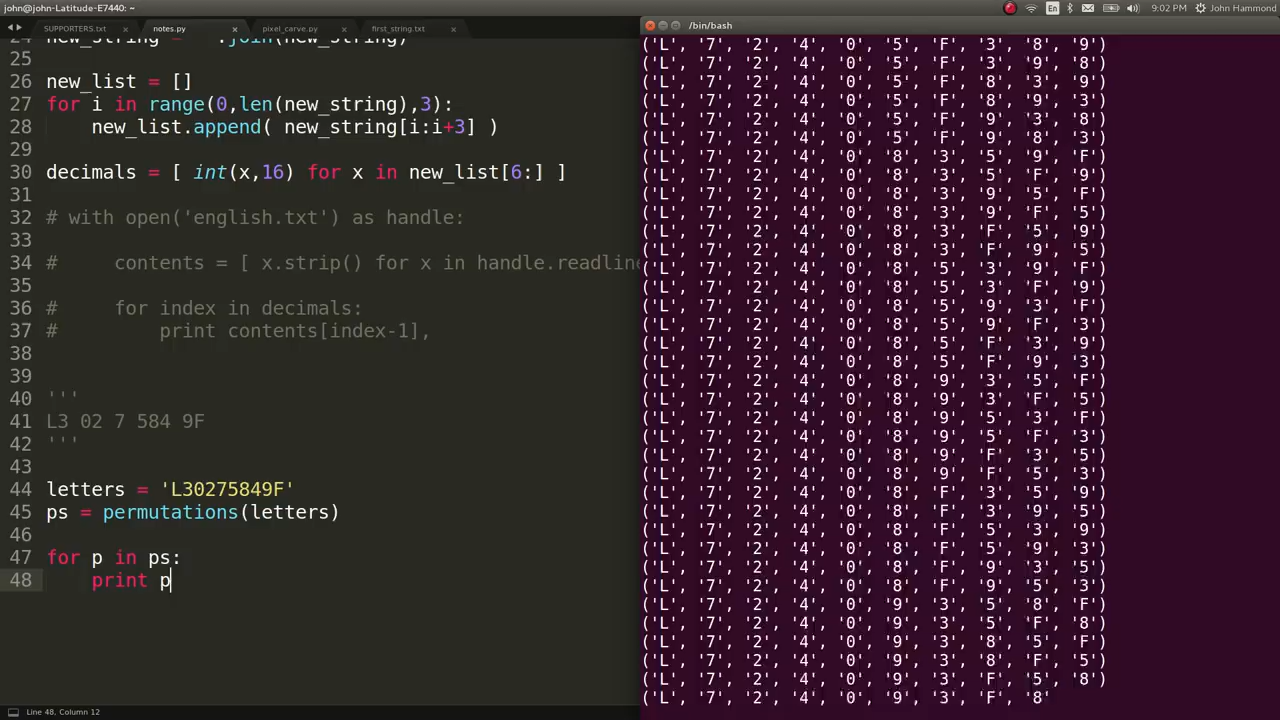 john@john-Latitude-E7440: ~
En
9:02 PM
John Hammond
SUPPORTERS.txt
notes.py
pixel_carve.py
first_string.txt
24 new_string = ''.join(new_string)
25
26 new_list = []
27 for i in range(0,len(new_string),3):
28 new_list.append( new_string[i:i+3] )
29
30 decimals = [ int(x,16) for x in new_list[6:] ]
31
32 # with open('english.txt') as handle:
33
34 # contents = [ x.strip() for x in handle.readline
35
36 # for index in decimals:
37 # print contents[index-1],
38
39
40 '''
41 L3 02 7 584 9F
42 '''
43
44 letters = 'L30275849F'
45 ps = permutations(letters)
46
47 for p in ps:
48 print p
Line 48, Column 12
/bin/bash
('L', '7', '2', '4', '0', '5', 'F', '3', '8', '9')
('L', '7', '2', '4', '0', '5', 'F', '3', '9', '8')
('L', '7', '2', '4', '0', '5', 'F', '8', '3', '9')
('L', '7', '2', '4', '0', '5', 'F', '8', '9', '3')
('L', '7', '2', '4', '0', '5', 'F', '9', '3', '8')
('L', '7', '2', '4', '0', '5', 'F', '9', '8', '3')
('L', '7', '2', '4', '0', '8', '3', '5', '9', 'F')
('L', '7', '2', '4', '0', '8', '3', '5', 'F', '9')
('L', '7', '2', '4', '0', '8', '3', '9', '5', 'F')
('L', '7', '2', '4', '0', '8', '3', '9', 'F', '5')
('L', '7', '2', '4', '0', '8', '3', 'F', '5', '9')
('L', '7', '2', '4', '0', '8', '3', 'F', '9', '5')
('L', '7', '2', '4', '0', '8', '5', '3', '9', 'F')
('L', '7', '2', '4', '0', '8', '5', '3', 'F', '9')
('L', '7', '2', '4', '0', '8', '5', '9', '3', 'F')
('L', '7', '2', '4', '0', '8', '5', '9', 'F', '3')
('L', '7', '2', '4', '0', '8', '5', 'F', '3', '9')
('L', '7', '2', '4', '0', '8', '5', 'F', '9', '3')
('L', '7', '2', '4', '0', '8', '9', '3', '5', 'F')
('L', '7', '2', '4', '0', '8', '9', '3', 'F', '5')
('L', '7', '2', '4', '0', '8', '9', '5', '3', 'F')
('L', '7', '2', '4', '0', '8', '9', '5', 'F', '3')
('L', '7', '2', '4', '0', '8', '9', 'F', '3', '5')
('L', '7', '2', '4', '0', '8', '9', 'F', '5', '3')
('L', '7', '2', '4', '0', '8', 'F', '3', '5', '9')
('L', '7', '2', '4', '0', '8', 'F', '3', '9', '5')
('L', '7', '2', '4', '0', '8', 'F', '5', '3', '9')
('L', '7', '2', '4', '0', '8', 'F', '5', '9', '3')
('L', '7', '2', '4', '0', '8', 'F', '9', '3', '5')
('L', '7', '2', '4', '0', '8', 'F', '9', '5', '3')
('L', '7', '2', '4', '0', '9', '3', '5', '8', 'F')
('L', '7', '2', '4', '0', '9', '3', '5', 'F', '8')
('L', '7', '2', '4', '0', '9', '3', '8', '5', 'F')
('L', '7', '2', '4', '0', '9', '3', '8', 'F', '5')
('L', '7', '2', '4', '0', '9', '3', 'F', '5', '8')
('L', '7', '2', '4', '0', '9', '3', 'F', '8'